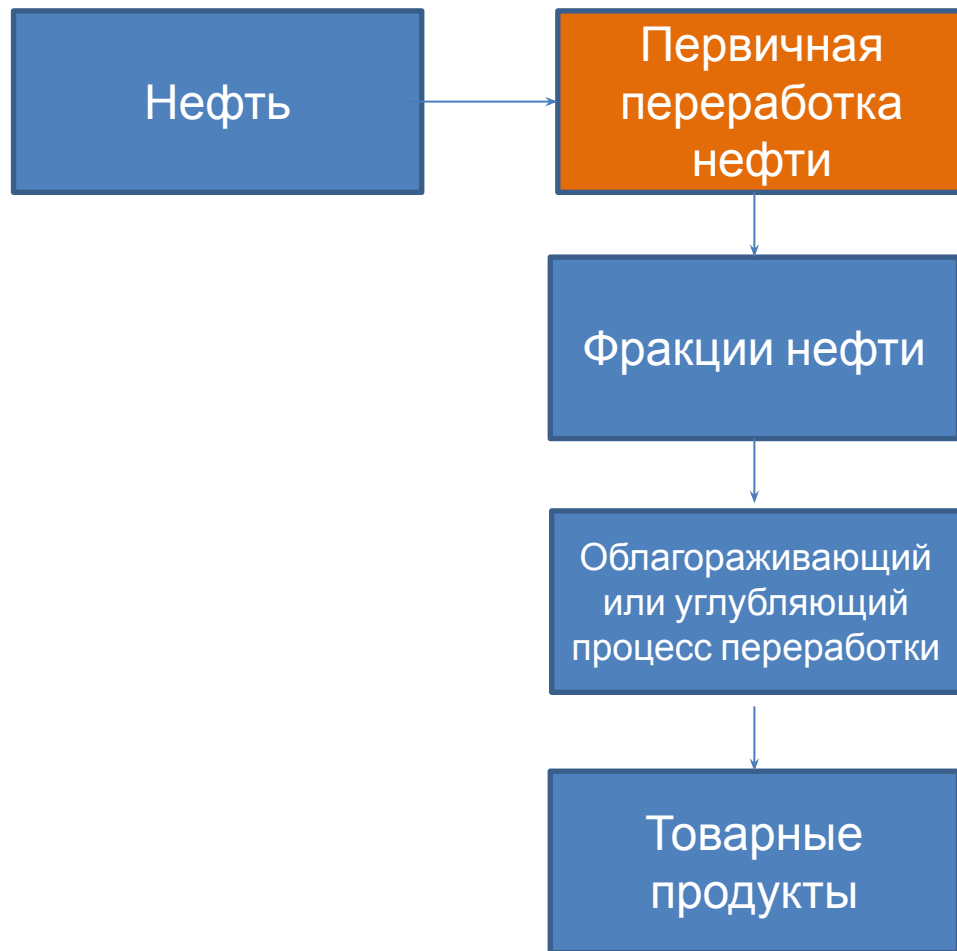 Нефть
Первичная
переработка
нефти
Фракции нефти
Облагораживающий
или углубляющий
процесс переработки
Товарные
продукты